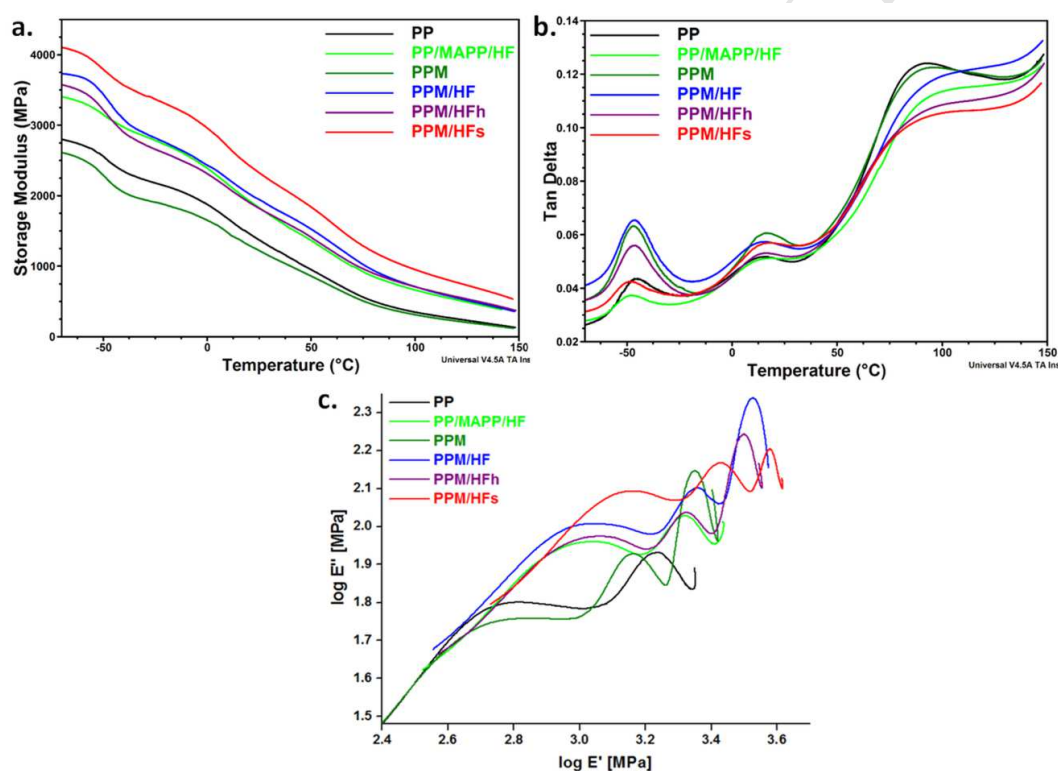 a.
PP
PP/MAPP/HF
PPM
PPM/HF
PPM/HFh
PPM/HFs
4000
3000
2000
1000
0
-50
0
50
100
150
Storage Modulus (MPa)
Temperature (°C)
Universal V4.5A TA Ins
b.
PP
PP/MAPP/HF
PPM
PPM/HF
PPM/HFh
PPM/HFs
0.14
0.12
0.10
0.08
0.06
0.04
0.02
-50
0
50
100
150
Tan Delta
Temperature (°C)
Universal V4.5A TA Ins
c.
PP
PP/MAPP/HF
PPM
PPM/HF
PPM/HFh
PPM/HFs
2.3
2.2
2.1
2.0
1.9
1.8
1.7
1.6
1.5
2.4
2.6
2.8
3.0
3.2
3.4
3.6
log E'' [MPa]
log E' [MPa]